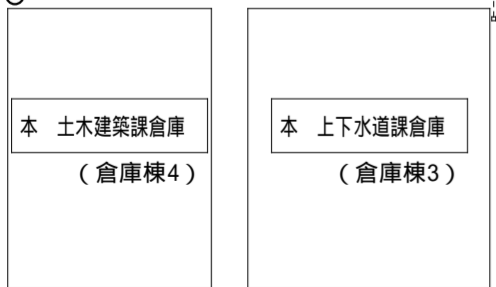 本　土木建築課倉庫
（倉庫棟4）
本　上下水道課倉庫
（倉庫棟3）